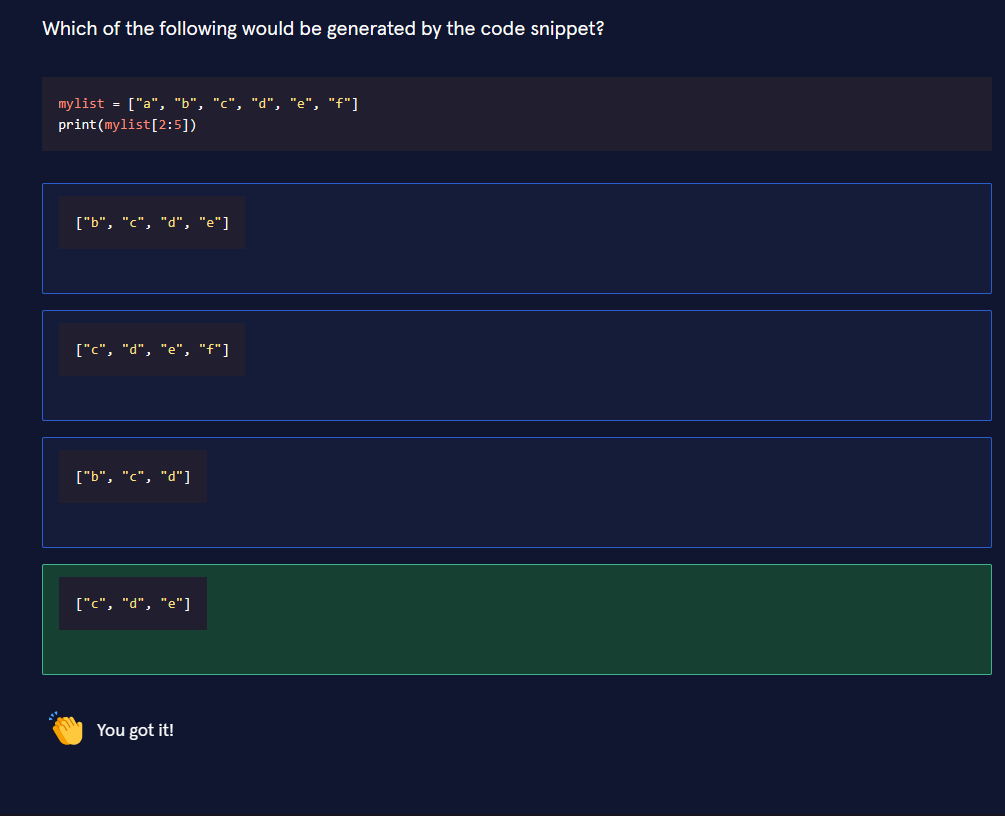 Which of the following would be generated by the code snippet?
mylist = ["a", "b", "c", "d", "e", "f"]
print(mylist[2:5])
["b", "c", "d", "e"]
["c", "d", "e", "f"]
["b", "c", "d"]
["c", "d", "e"]
You got it!